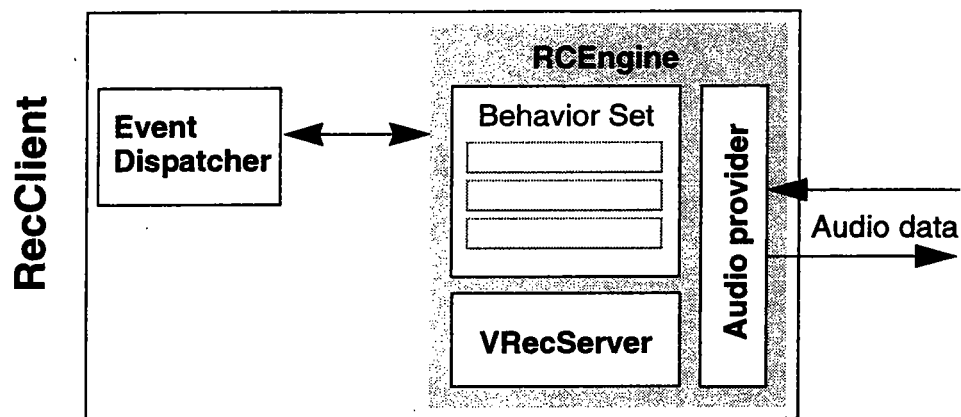 RecClient
Event
Dispatcher
RCEngine
Behavior Set
VRecServer
Audio provider
Audio data